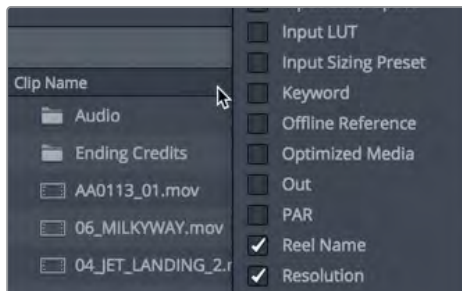 Clip Name
Audio
Ending Credits
AA0113_01.mov
06_MILKYWAY.mov
Input LUT
Input Sizing Preset
Keyword
Offline Reference
Optimized Media
Out
PAR
Reel Name
Resolution